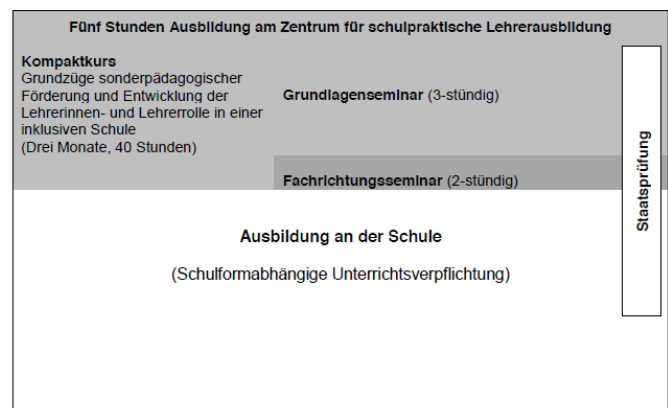 Fünf Stunden Ausbildung am Zentrum für schulpraktische Lehrerausbildung
Kompaktkurs
Grundzüge sonderpädagogischer
Förderung und Entwicklung der
Lehrerinnen- und Lehrerrolle in einer
inklusiven Schule
(Drei Monate, 40 Stunden)
Grundlagenseminar (3-stündig)
Fachrichtungsseminar (2-stündig)
Staatsprüfung
Ausbildung an der Schule
(Schulformabhängige Unterrichtsverpflichtung)